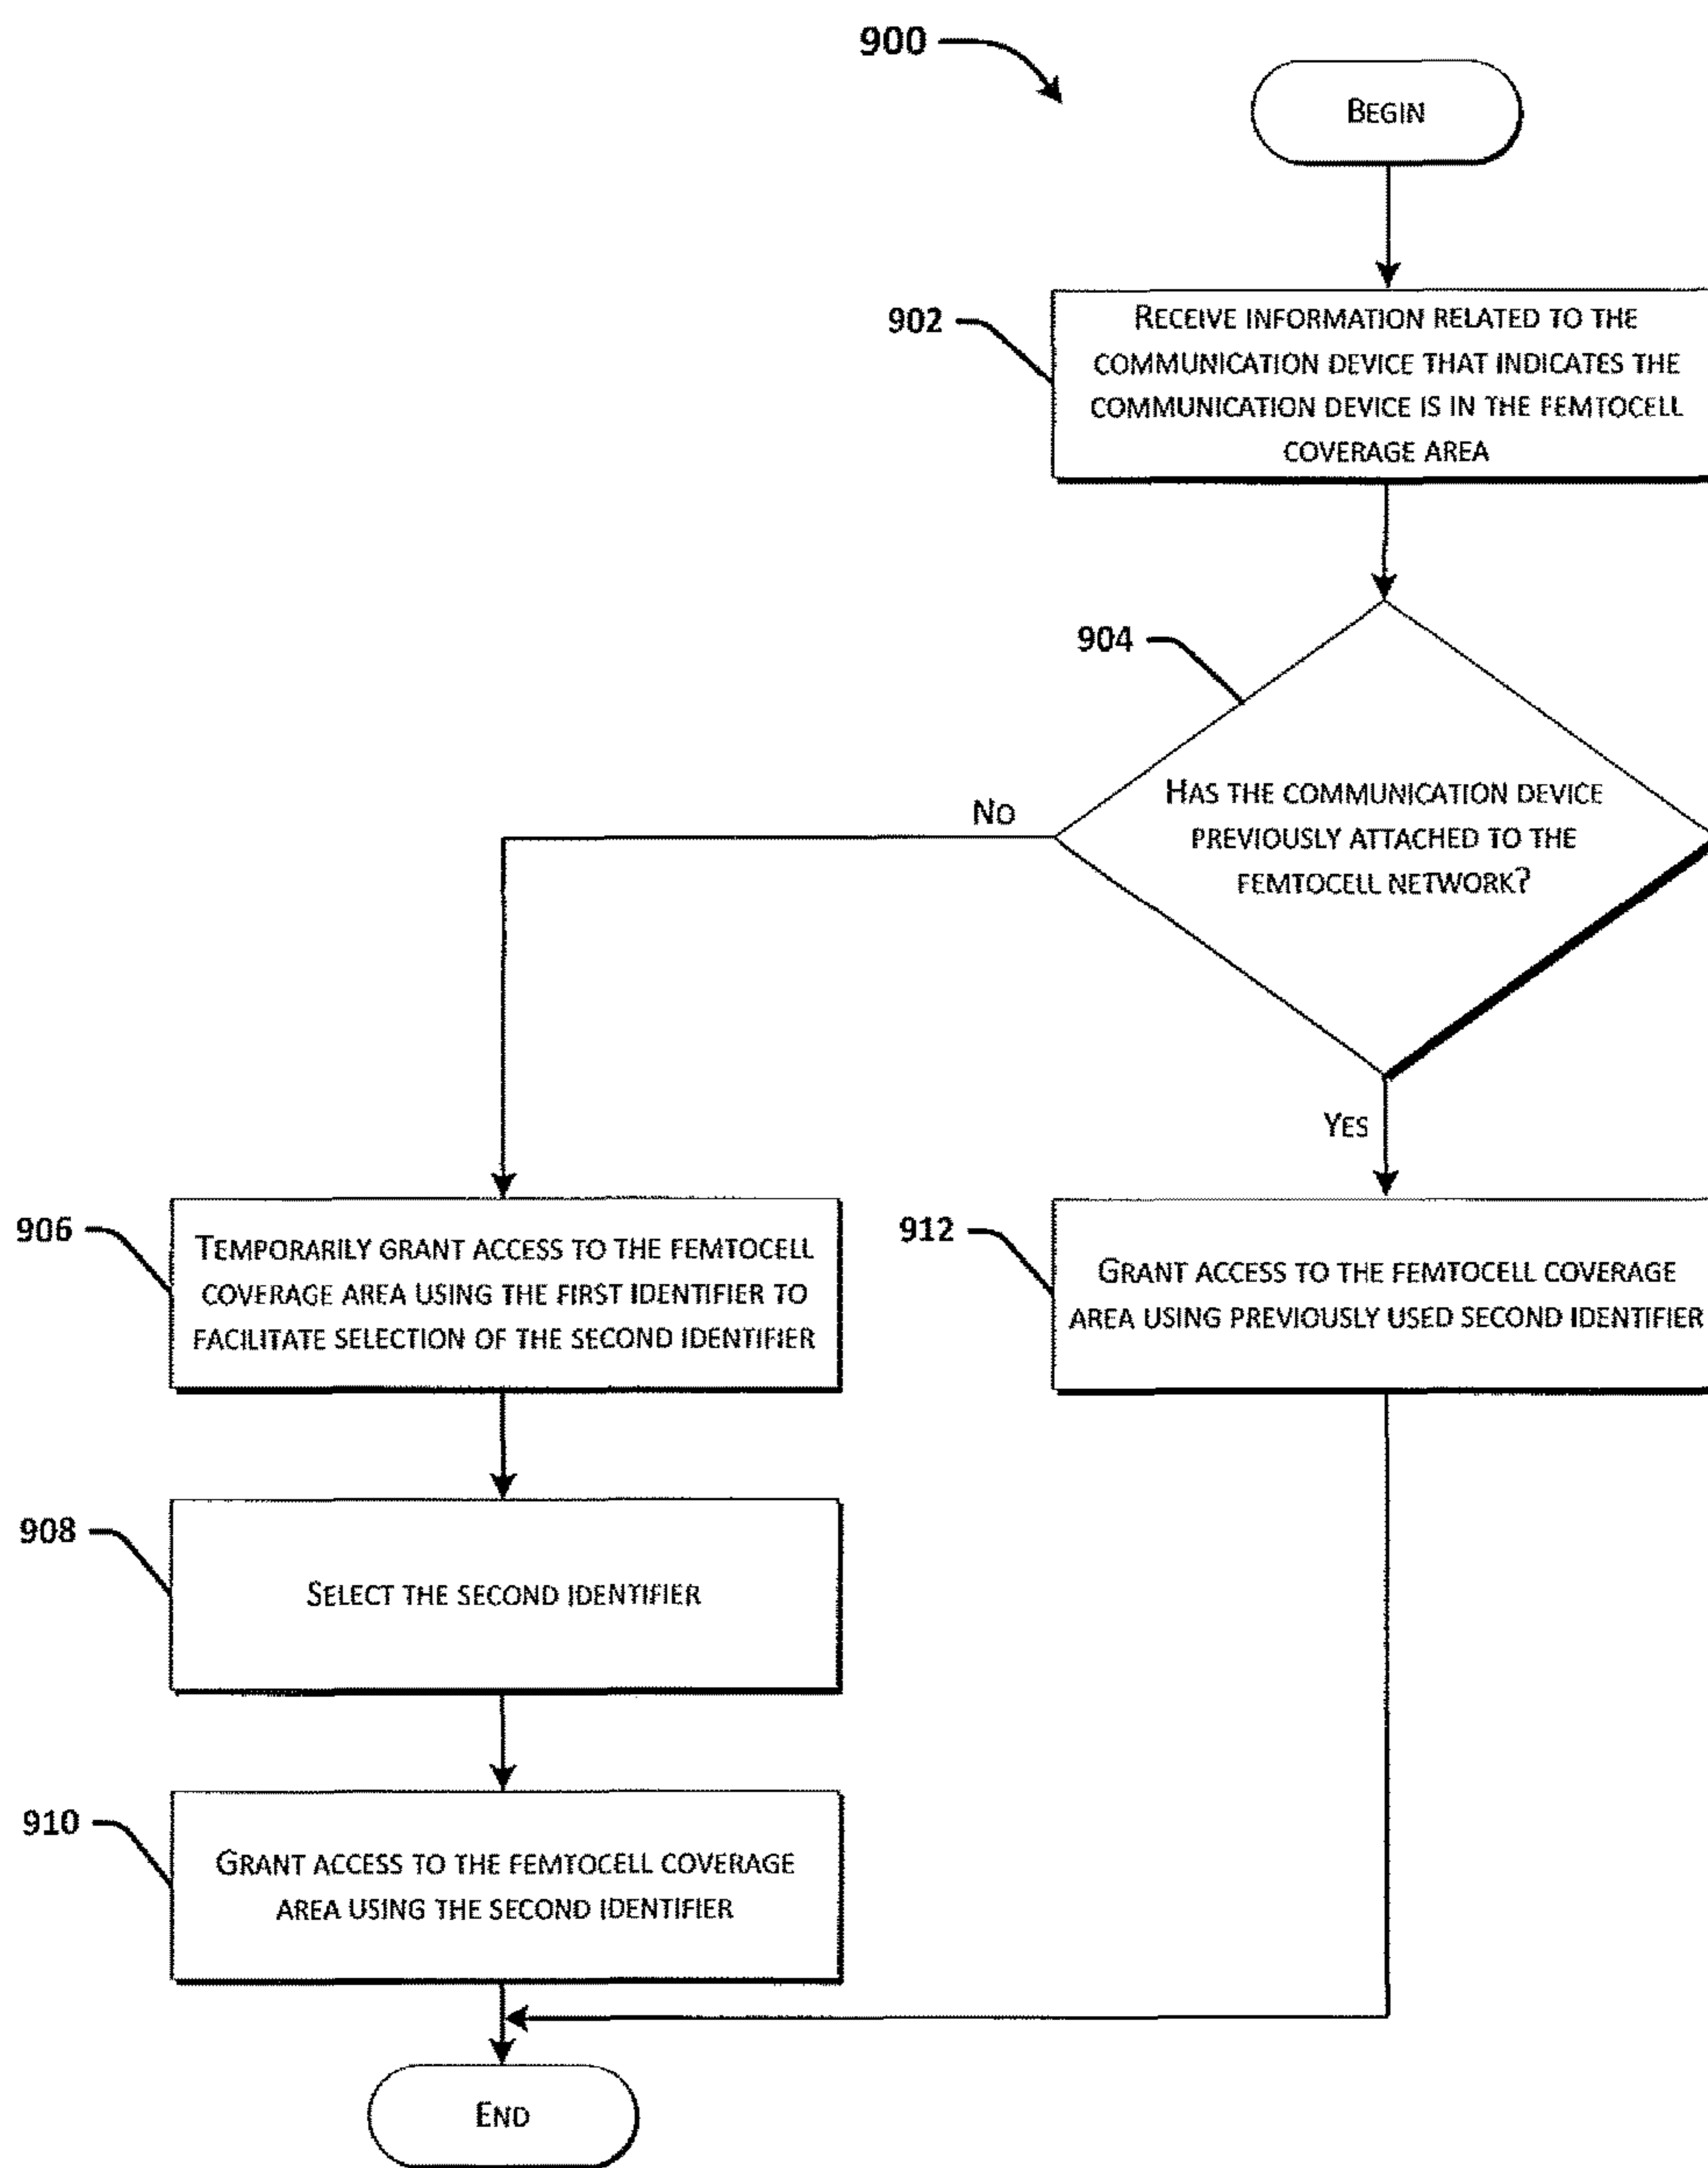 900
BEGIN
902
RECEIVE INFORMATION RELATED TO THE
COMMUNICATION DEVICE THAT INDICATES THE
COMMUNICATION DEVICE IS IN THE FEMTOCELL
COVERAGE AREA
904
HAS THE COMMUNICATION DEVICE
PREVIOUSLY ATTACHED TO THE
FEMTOCELL NETWORK?
NO
YES
906
TEMPORARILY GRANT ACCESS TO THE FEMTOCELL
COVERAGE AREA USING THE FIRST IDENTIFIER TO
FACILITATE SELECTION OF THE SECOND IDENTIFIER
912
GRANT ACCESS TO THE FEMTOCELL COVERAGE
AREA USING PREVIOUSLY USED SECOND IDENTIFIER
908
SELECT THE SECOND IDENTIFIER
910
GRANT ACCESS TO THE FEMTOCELL COVERAGE
AREA USING THE SECOND IDENTIFIER
END